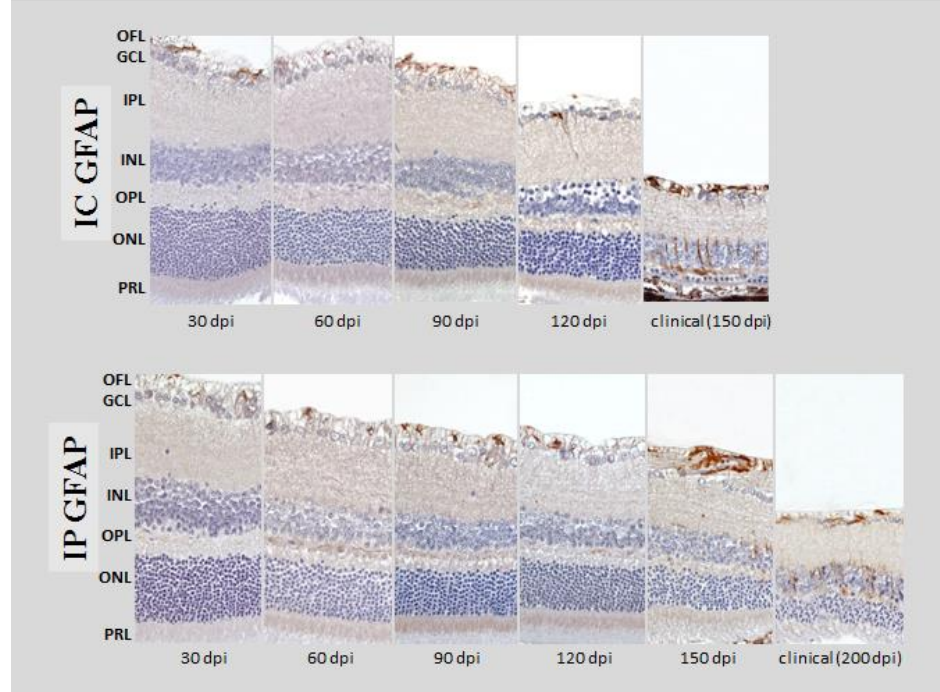 OFL
GCL
IPL
INL
OPL
ONL
PRL
IC GFAP
30 dpi
60 dpi
90 dpi
120 dpi
clinical (150 dpi)
OFL
GCL
IPL
INL
OPL
ONL
PRL
IP GFAP
30 dpi
60 dpi
90 dpi
120 dpi
150 dpi
clinical (200 dpi)